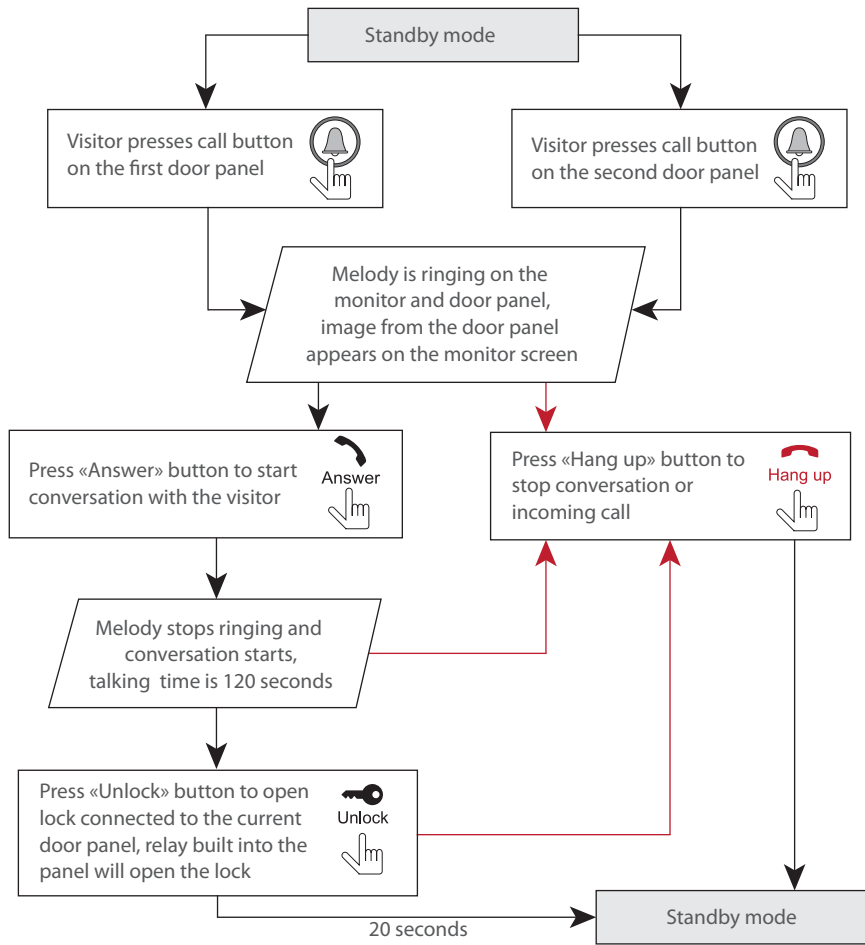 Standby mode
Visitor presses call button
on the first door panel
Visitor presses call button
on the second door panel
Melody is ringing on the
monitor and door panel,
image from the door panel
appears on the monitor screen
Press «Answer» button to start
conversation with the visitor
Answer
Press «Hang up» button to
stop conversation or
incoming call
Hang up
Melody stops ringing and
conversation starts,
talking time is 120 seconds
Press «Unlock» button to open
lock connected to the current
door panel, relay built into the
panel will open the lock
Unlock
20 seconds
Standby mode